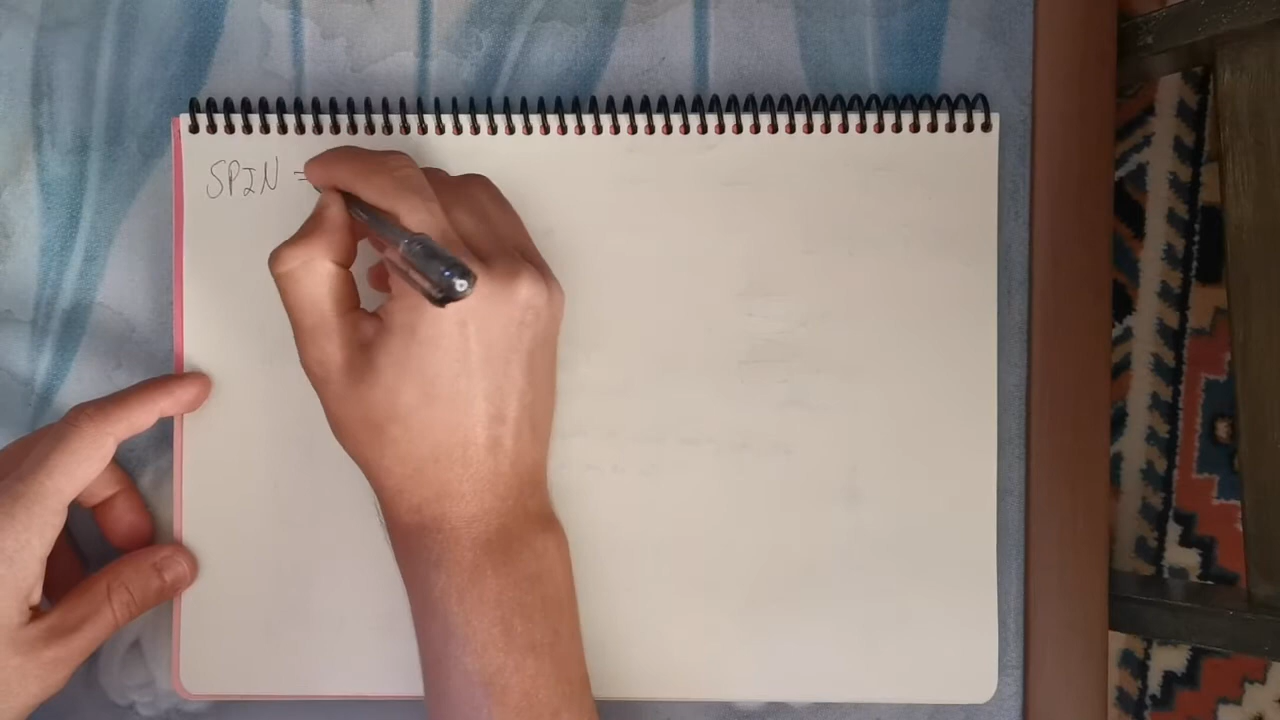 SPIN =